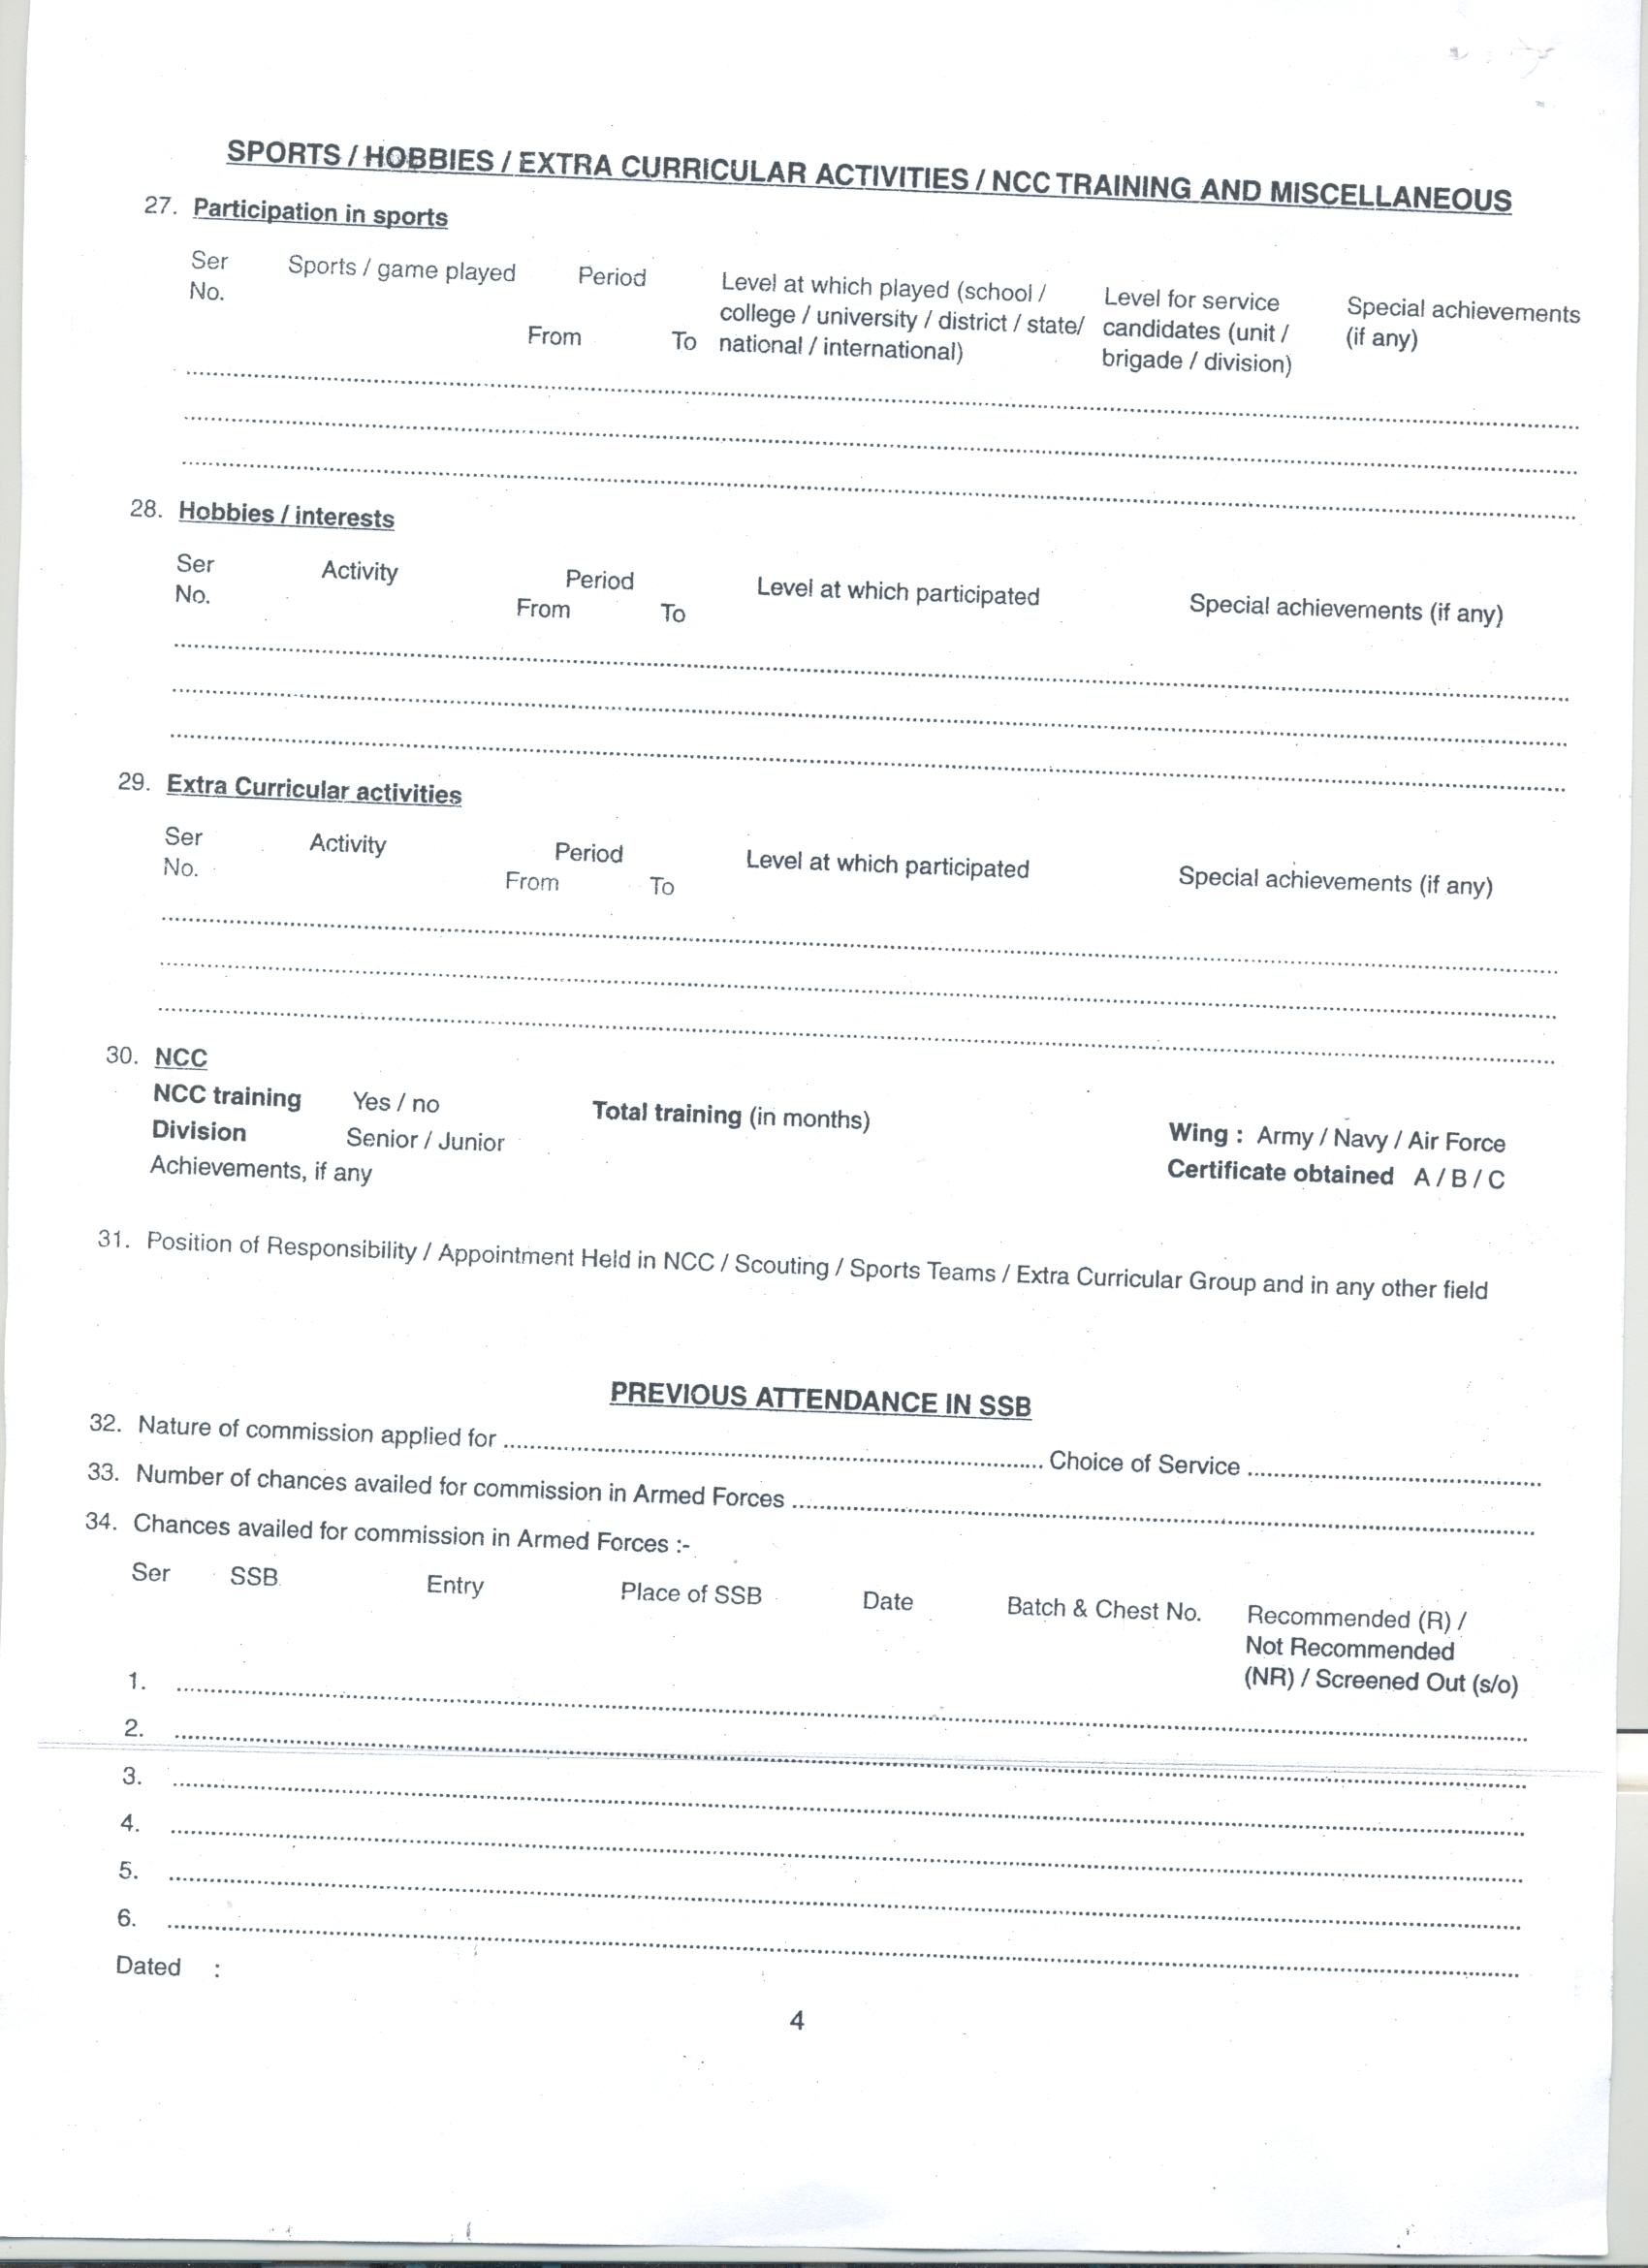 SPORTS / HOBBIES / EXTRA CURRICULAR ACTIVITIES / NCC TRAINING AND MISCELLANEOUS
27. Participation in sports
Ser No. Sports / game played Period From To Level at which played (school / college / university / district / state/ national / international) Level for service candidates (unit / brigade / division) Special achievements (if any)
28. Hobbies / interests
Ser No. Activity Period From To Level at which participated Special achievements (if any)
29. Extra Curricular activities
Ser No. Activity Period From To Level at which participated Special achievements (if any)
30. NCC
NCC training Yes / no Total training (in months) Wing : Army / Navy / Air Force
Division Senior / Junior Certificate obtained A / B / C
Achievements, if any
31. Position of Responsibility / Appointment Held in NCC / Scouting / Sports Teams / Extra Curricular Group and in any other field
PREVIOUS ATTENDANCE IN SSB
32. Nature of commission applied for ........ Choice of Service ........
33. Number of chances availed for commission in Armed Forces ........
34. Chances availed for commission in Armed Forces :-
Ser SSB Entry Place of SSB Date Batch & Chest No. Recommended (R) / Not Recommended (NR) / Screened Out (s/o)
1.
2.
3.
4.
5.
6.
Dated :
4